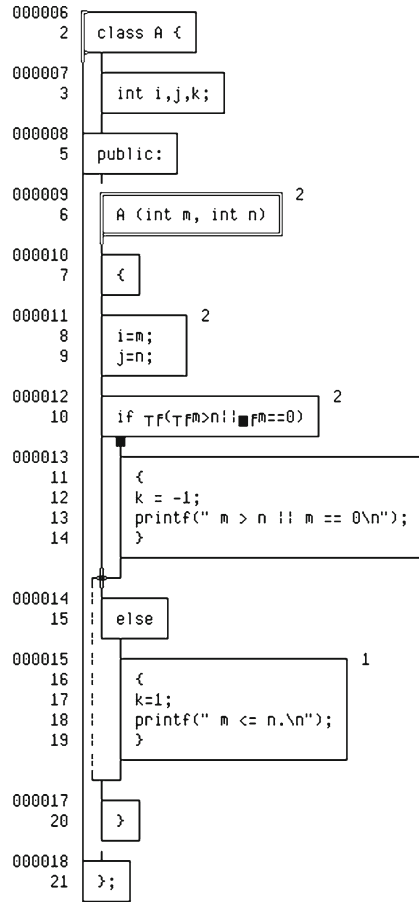 000006
2 class A {
000007
3 int i,j,k;
000008
5 public:
000009 2
6 A (int m, int n)
000010
7 {
000011 2
8 i=m;
9 j=n;
000012 2
10 if TF(TFm>n||■Fm==0)
000013
11 {
12 k = -1;
13 printf(" m > n || m == 0\n");
14 }
000014
15 else
000015 1
16 {
17 k=1;
18 printf(" m <= n.\n");
19 }
000017
20 }
000018
21 };